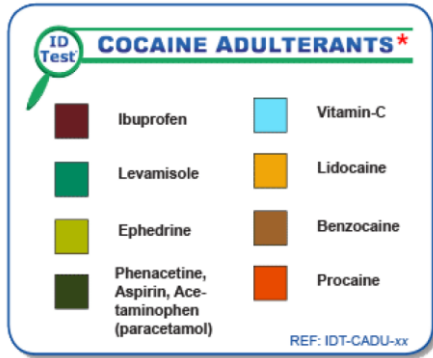 ID
Test®
COCAINE ADULTERANTS*
Ibuprofen
Levamisole
Ephedrine
Phenacetine,
Aspirin, Ace-
taminophen
(paracetamol)
Vitamin-C
Lidocaine
Benzocaine
Procaine
REF: IDT-CADU-xx